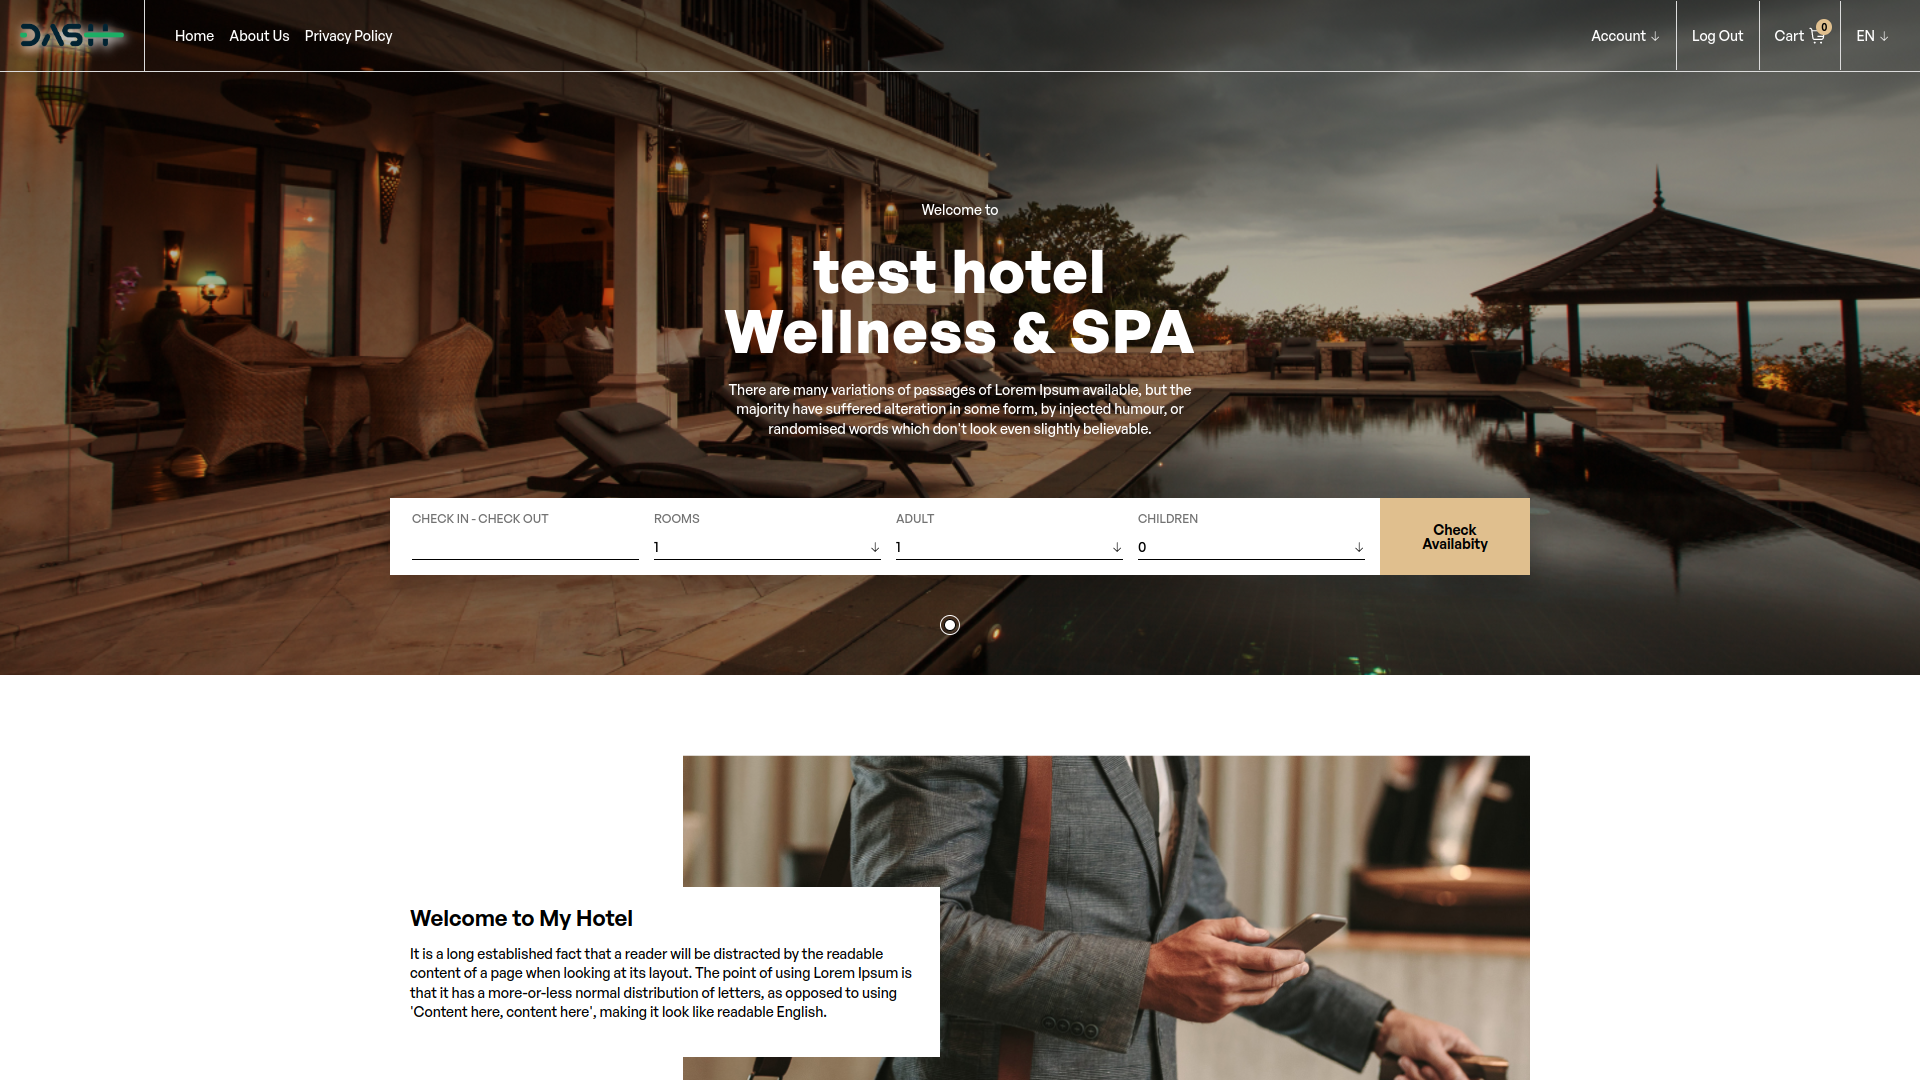 DASH
Home
About Us
Privacy Policy
Account
Log Out
Cart
0
EN
Welcome to
test hotel
Wellness & SPA
There are many variations of passages of Lorem Ipsum available, but the
majority have suffered alteration in some form, by injected humour, or
randomised words which don't look even slightly believable.
CHECK IN - CHECK OUT
ROOMS
1
ADULT
1
CHILDREN
0
Check
Availabity
Welcome to My Hotel
It is a long established fact that a reader will be distracted by the readable
content of a page when looking at its layout. The point of using Lorem Ipsum is
that it has a more-or-less normal distribution of letters, as opposed to using
'Content here, content here', making it look like readable English.